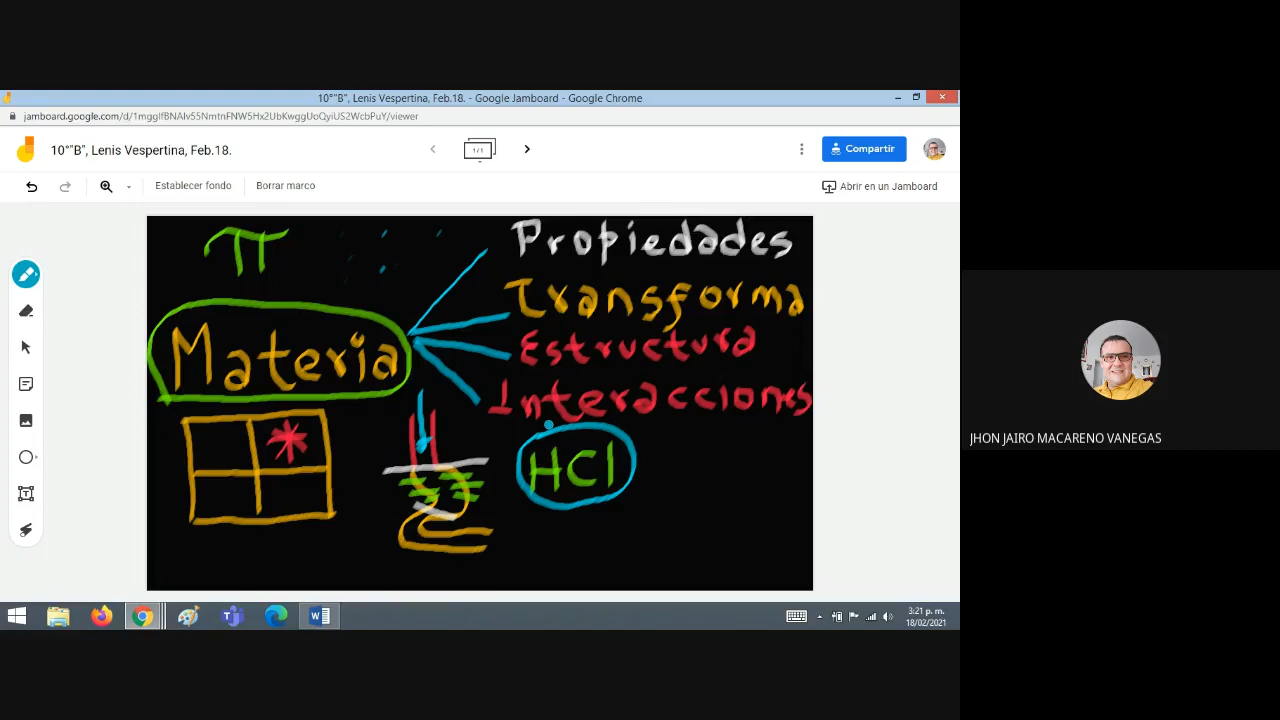 10°"B", Lenis Vespertina, Feb.18. - Google Jamboard - Google Chrome
jamboard.google.com/d/1mgglfBNAlv55NmtnFNW5Hx2UbKwggUoQyiUS2WcbPuY/viewer
10°"B", Lenis Vespertina, Feb.18.
1/1
Compartir
Establecer fondo
Borrar marco
Abrir en un Jamboard
π
Propiedades
Transforma
Materia
Estructura
Interacciones
HCl
JHON JAIRO MACARENO VANEGAS
3:21 p. m.
18/02/2021